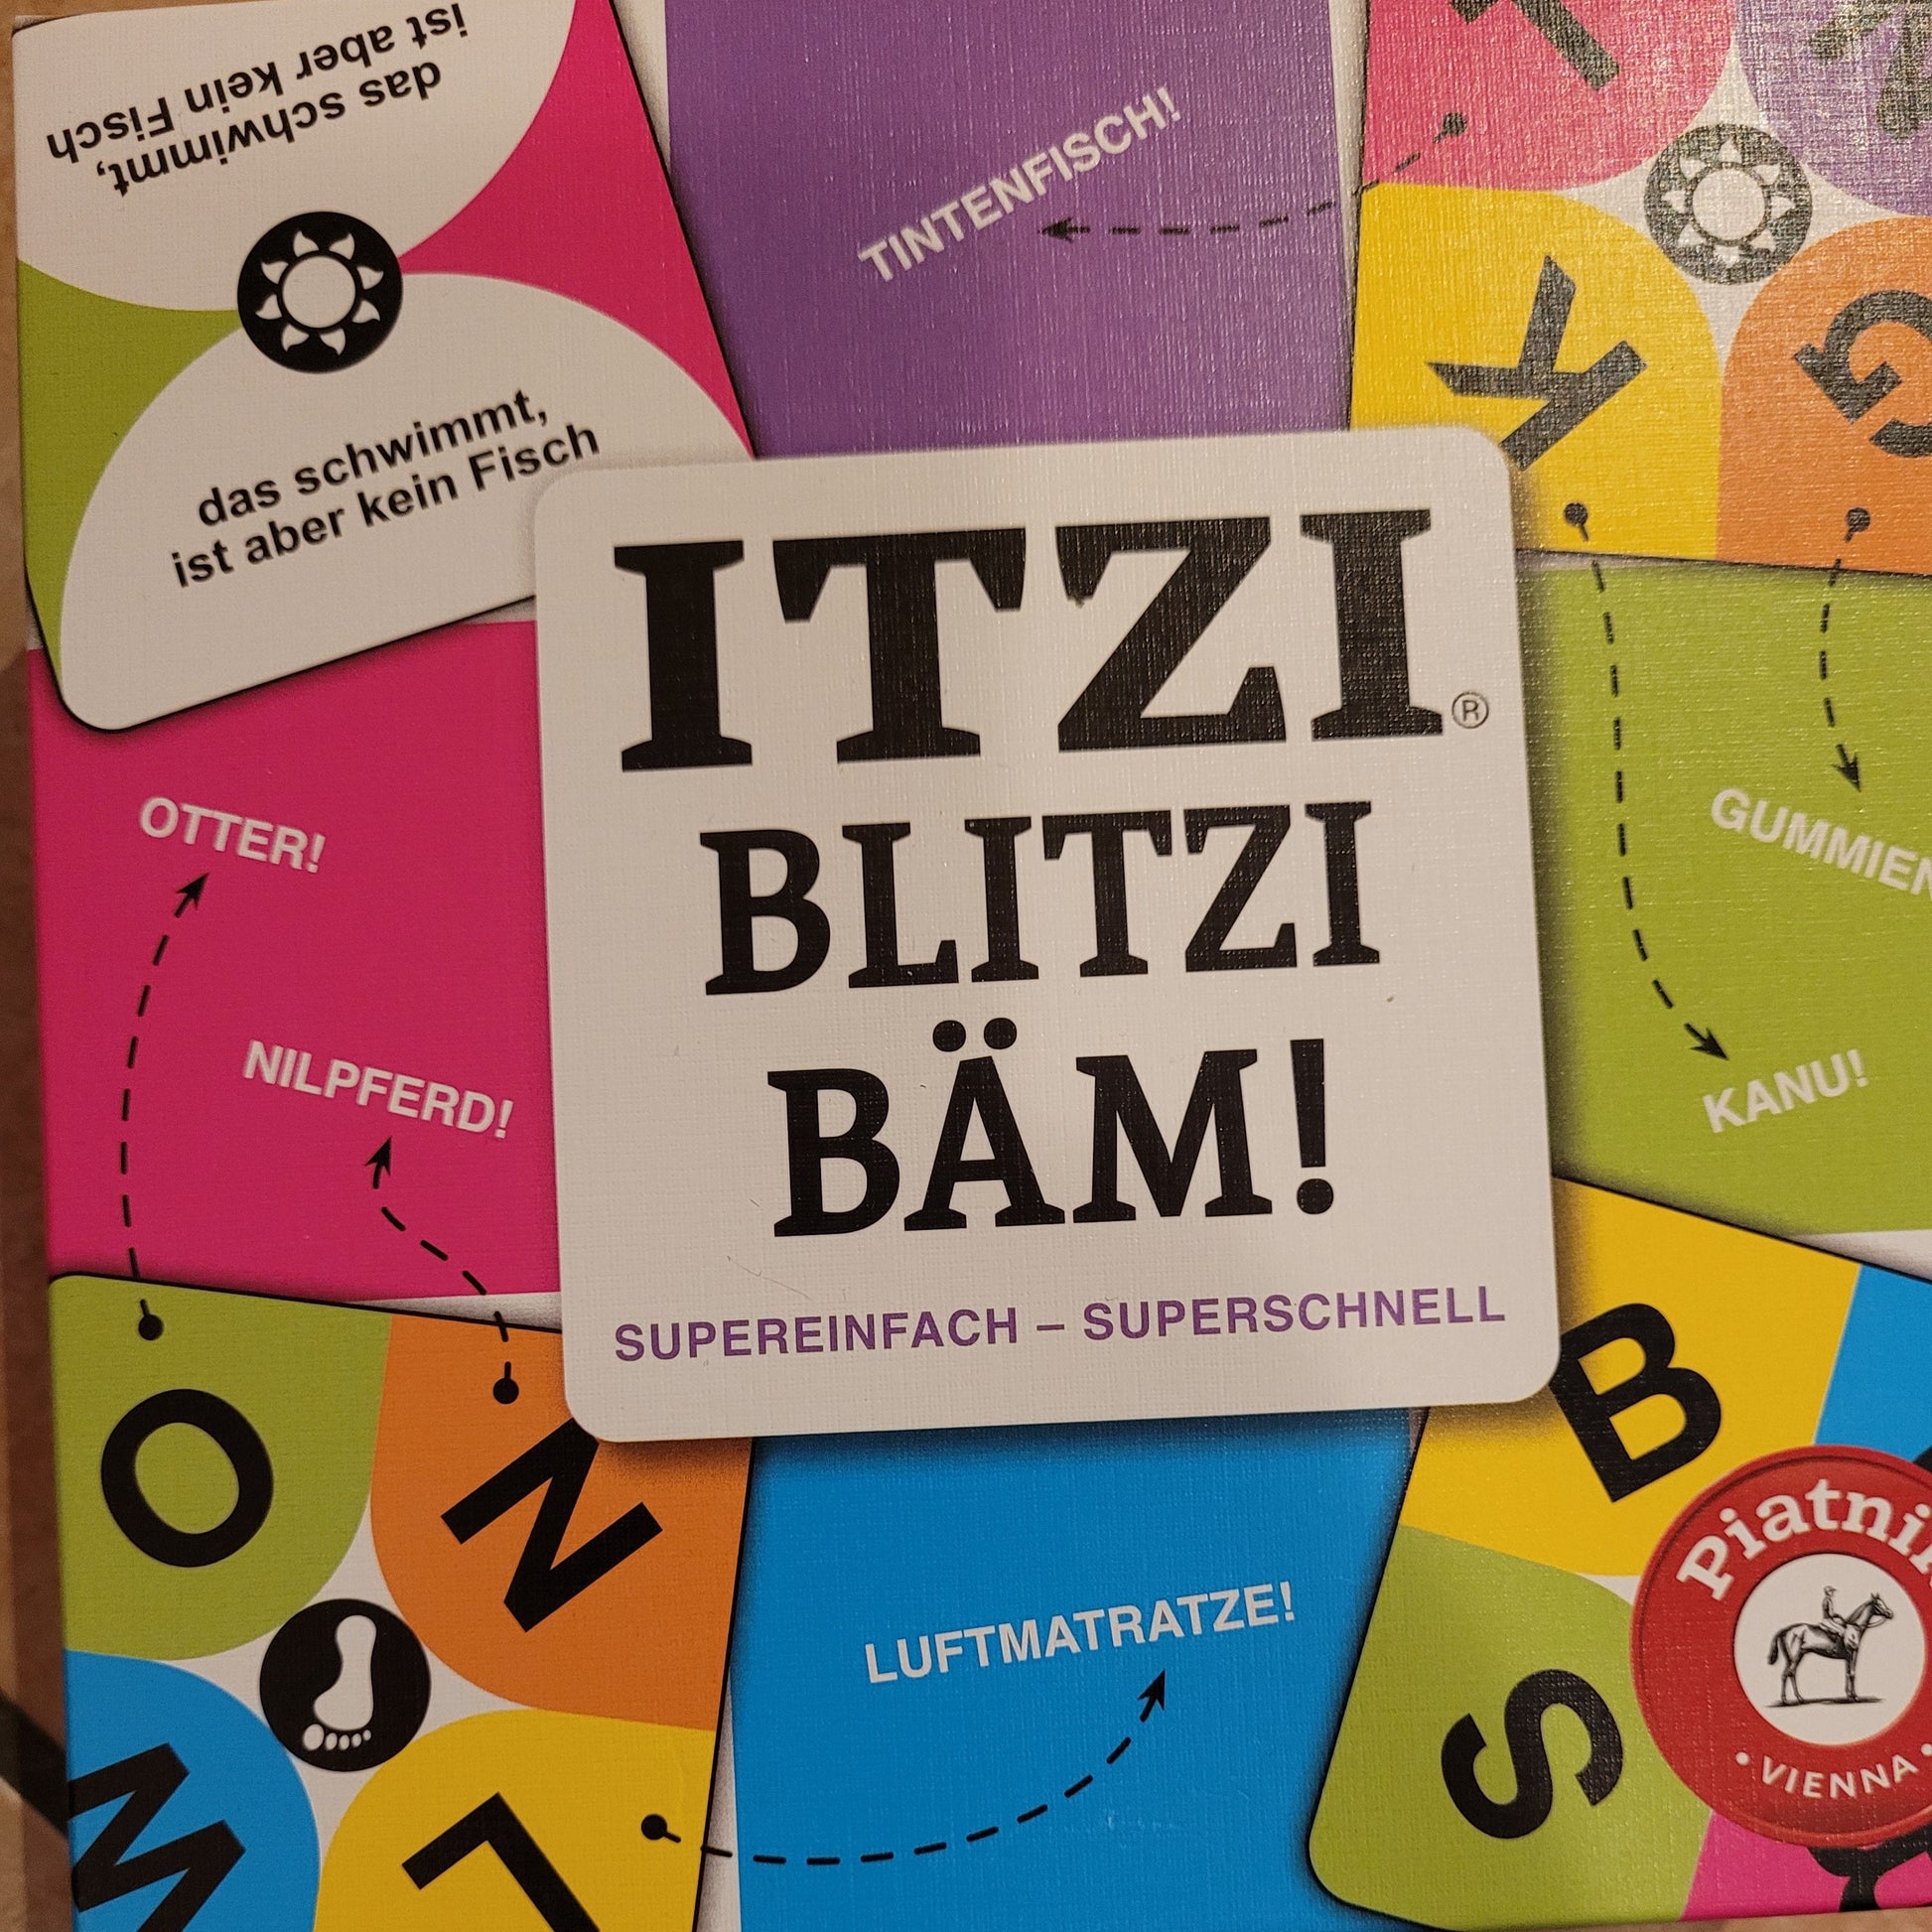 das schwimmt,
ist aber kein Fisch
TINTENFISCH!
T
K
G
das schwimmt,
ist aber kein Fisch
ITZI®
BLITZI
BÄM!
SUPEREINFACH – SUPERSCHNELL
OTTER!
NILPFERD!
KANU!
O
N
M
L
LUFTMATRATZE!
B
S
VIENNA